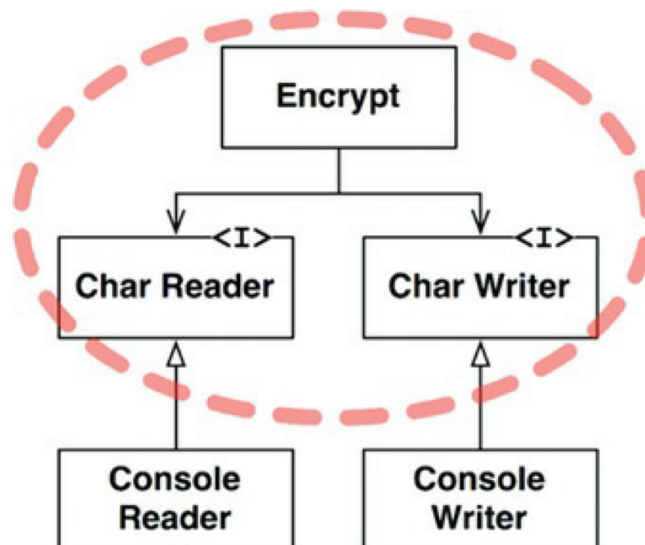 Encrypt
<I>
<I>
Char Reader
Char Writer
Console
Reader
Console
Writer